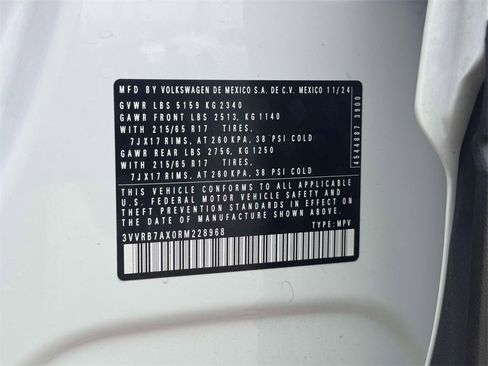 MFD BY VOLKSWAGEN DE MEXICO S.A. DE C.V. MEXICO 11/24
GVWR LBS 5159 KG 2340
GAWR FRONT LBS 2513, KG 1140
WITH 215/65 R17 TIRES,
7JX17 RIMS, AT 260 KPA, 38 PSI COLD
GAWR REAR LBS 2756, KG 1250
WITH 215/65 R17 TIRES,
7JX17 RIMS, AT 260 KPA, 38 PSI COLD
THIS VEHICLE CONFORMS TO ALL APPLICABLE
U.S. FEDERAL MOTOR VEHICLE SAFETY
STANDARDS IN EFFECT ON THE
DATE OF MANUFACTURE SHOWN ABOVE.
3VVRB7AX0RM228968
TYPE: MPV
4544887 3900